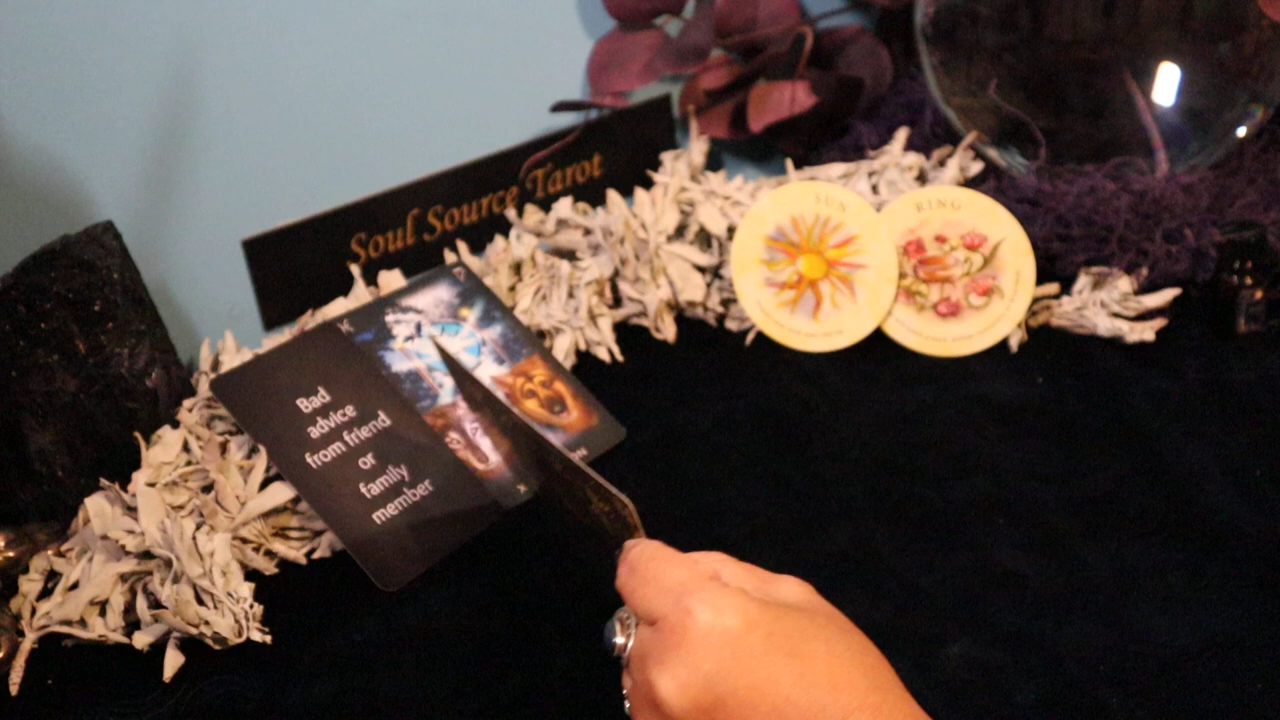 Soul Source Tarot
SUN
RING
Bad
advice
from friend
or
family
member